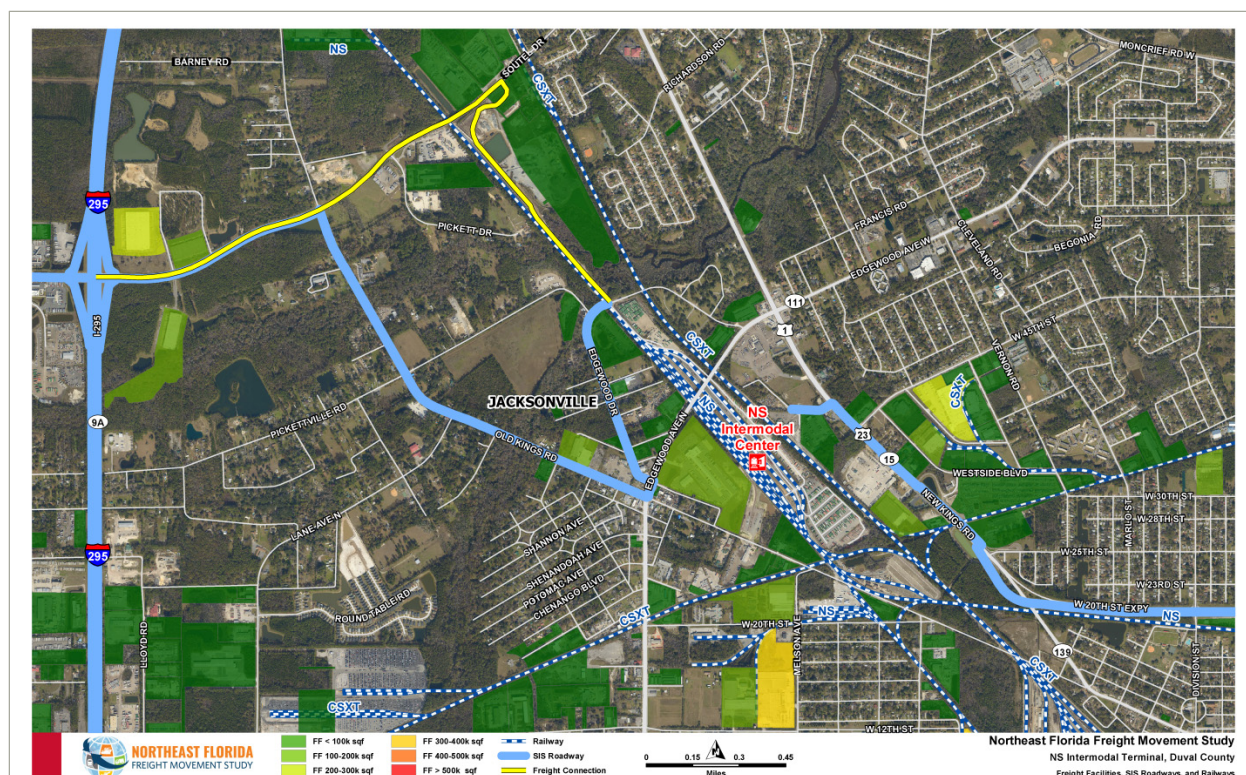 NS
CSXT
BARNEY RD
SOUTEL DR
RICHARDSON RD
MONCRIEF RD W
295
PICKETT DR
FRANCIS RD
CLEVELAND RD
BEGONIA RD
EDGEWOOD AVE W
111
1
I-295
W 45TH ST
VERNON RD
CSXT
CSXT
9A
EDGEWOOD DR
JACKSONVILLE
NS
NS
Intermodal
Center
PICKETTVILLE RD
OLD KINGS RD
EDGEWOOD AVE N
23
15
WESTSIDE BLVD
NEW KINGS RD
W 30TH ST
W 28TH ST
MARLO ST
W 25TH ST
W 23RD ST
LANE AVE N
SHANNON AVE
SHENANDOAH AVE
POTOMAC AVE
CHENANGO BLVD
295
ROUND TABLE RD
CSXT
NS
W 20TH ST EXPY
NS
LLOYD RD
W 20TH ST
MELSON AVE
139
DIVISION ST
CSXT
CSXT
W 12TH ST
NORTHEAST FLORIDA
FREIGHT MOVEMENT STUDY
FF < 100k sqf
FF 100-200k sqf
FF 200-300k sqf
FF 300-400k sqf
FF 400-500k sqf
FF > 500k sqf
Railway
SIS Roadway
Freight Connection
N
0 0.15 0.3 0.45
Miles
Northeast Florida Freight Movement Study
NS Intermodal Terminal, Duval County
Freight Facilities, SIS Roadways, and Railways